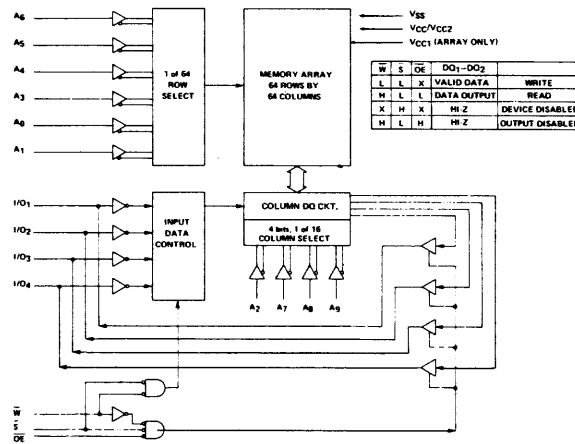 A6
A5
A4
A3
A0
A1
1 of 64
ROW
SELECT
MEMORY ARRAY
64 ROWS BY
64 COLUMNS
VSS
VCC/VCC2
VCC1 (ARRAY ONLY)
W S OE DQ1-DQ2
L L X VALID DATA WRITE
H L L DATA OUTPUT READ
X H X HI-Z DEVICE DISABLED
H L H HI-Z OUTPUT DISABLED
I/O1
I/O2
I/O3
I/O4
INPUT
DATA
CONTROL
COLUMN DQ CKT.
4 bits, 1 of 16
COLUMN SELECT
A2 A7 A8 A9
W
S
OE